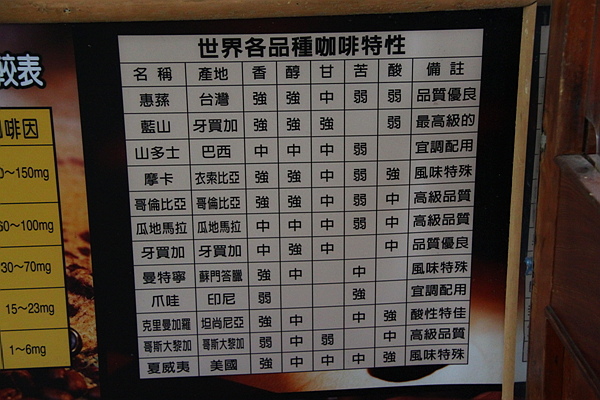 較表
啡因
0~150mg
60~100mg
30~70mg
15~23mg
1~6mg
世界各品種咖啡特性
名稱 產地 香 醇 甘 苦 酸 備註
惠蓀 台灣 強 強 中 弱 弱 品質優良
藍山 牙買加 強 強 強 弱 最高級的
山多士 巴西 中 中 中 弱 宜調配用
摩卡 衣索比亞 強 強 中 弱 強 風味特殊
哥倫比亞 哥倫比亞 強 強 中 弱 中 高級品質
瓜地馬拉 瓜地馬拉 中 中 中 弱 中 高級品質
牙買加 牙買加 中 強 中 中 品質優良
曼特寧 蘇門答臘 強 中 中 風味特殊
爪哇 印尼 弱 強 宜調配用
克里曼加羅 坦尚尼亞 強 中 中 強 酸性特佳
哥斯大黎加 哥斯大黎加 弱 中 弱 中 高級品質
夏威夷 美國 強 中 中 中 強 風味特殊